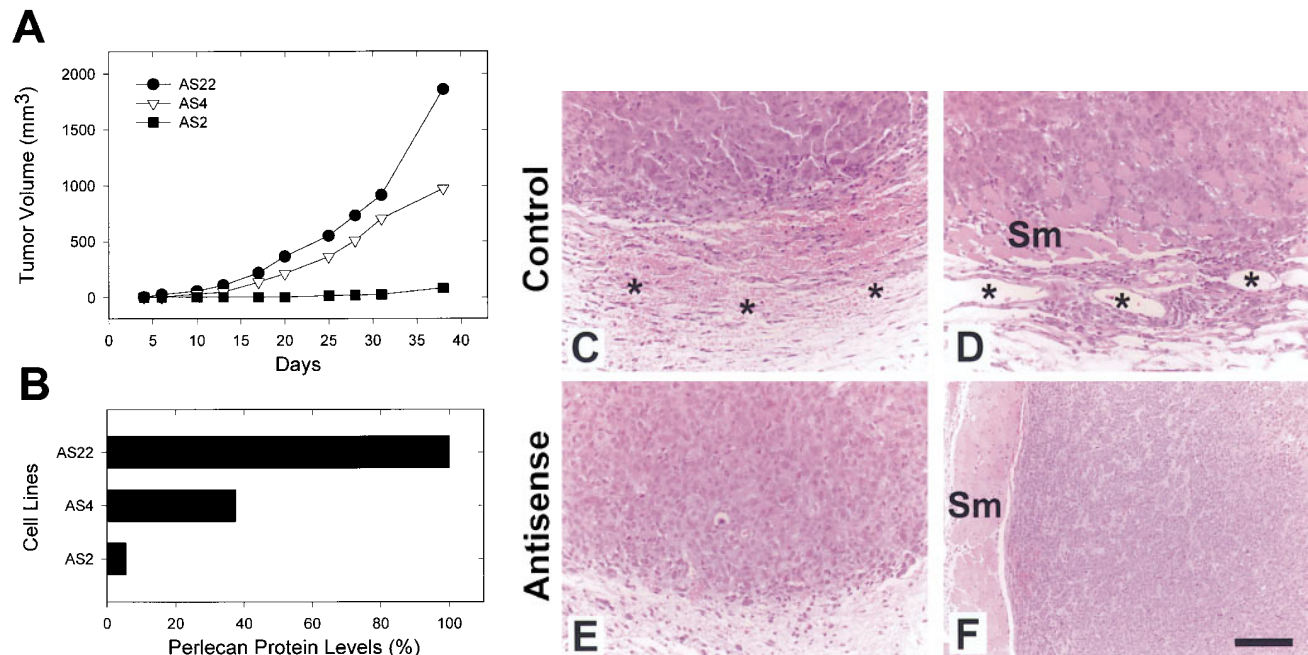 A
Tumor Volume (mm3)
2000
1500
1000
500
0
AS22
AS4
AS2
0 5 10 15 20 25 30 35 40
Days
B
Cell Lines
AS22
AS4
AS2
0 20 40 60 80 100
Perlecan Protein Levels (%)
Control
* * *
C
Sm
* * *
D
Antisense
E
Sm
F